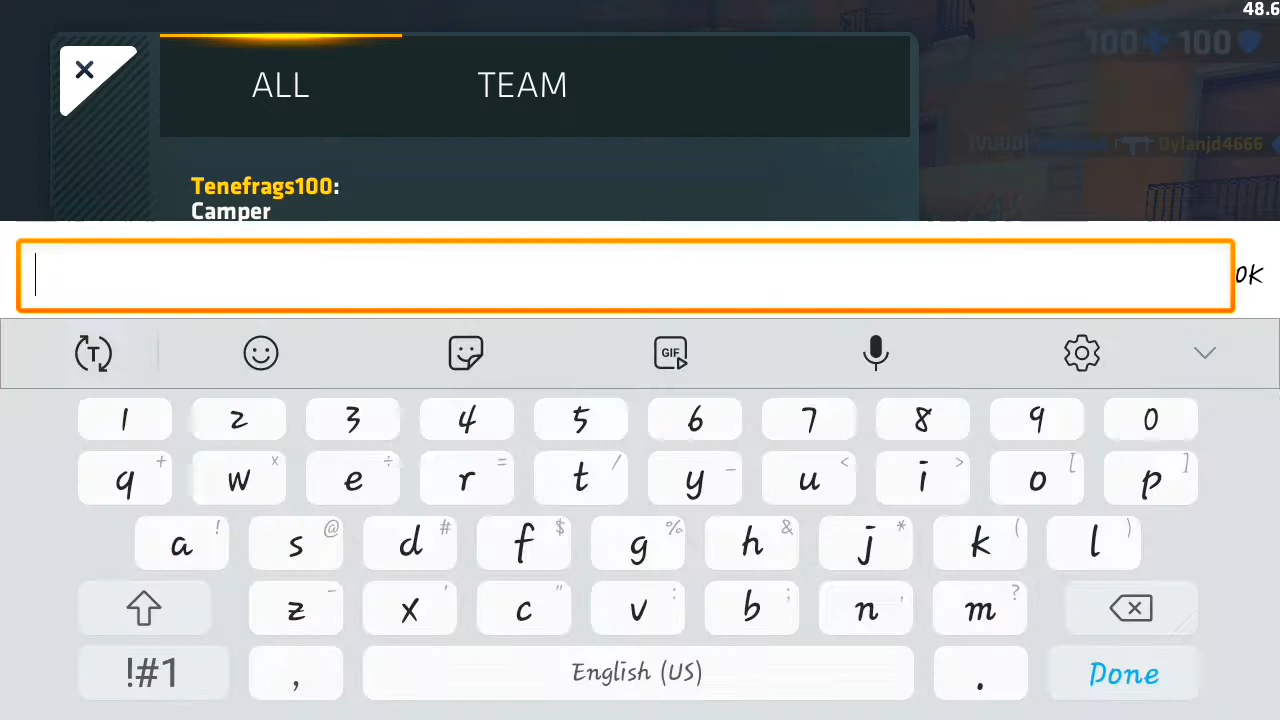 48.6
100 100
ALL TEAM
Dylanjd4666
Tenefrags100:
Camper
OK
T GIF
1 2 3 4 5 6 7 8 9 0
q + w × e ÷ r = t / y _ u < i > o [ p ]
a ! s @ d # f $ g % h & j * k ( l )
z - x ' c " v : b ; n , m ?
!#1 , English (US) . Done